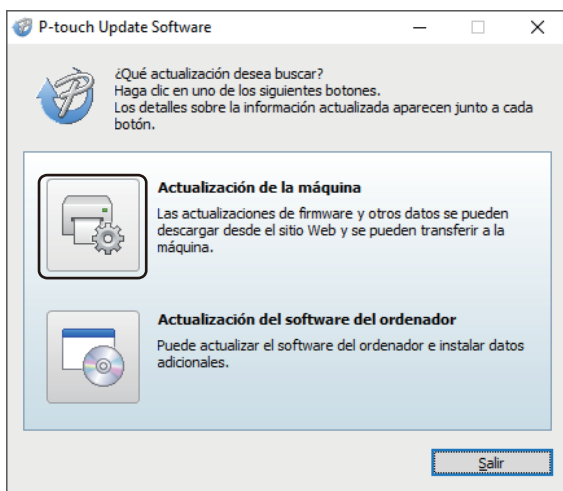 P-touch Update Software
¿Qué actualización desea buscar?
Haga clic en uno de los siguientes botones.
Los detalles sobre la información actualizada aparecen junto a cada
botón.
Actualización de la máquina
Las actualizaciones de firmware y otros datos se pueden
descargar desde el sitio Web y se pueden transferir a la
máquina.
Actualización del software del ordenador
Puede actualizar el software del ordenador e instalar datos
adicionales.
Salir